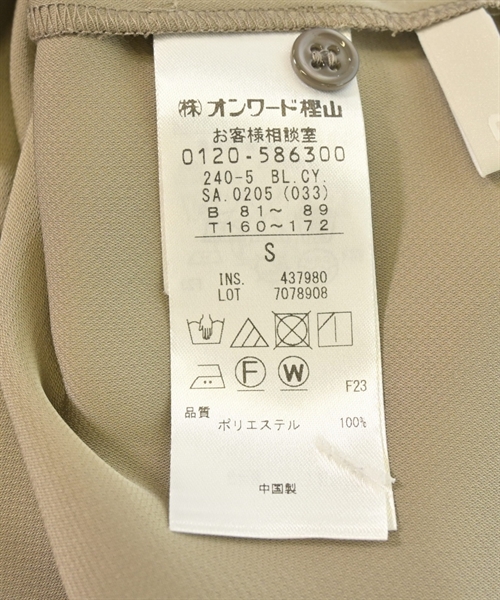 (株)オンワード樫山
お客様相談室
0120-586300
240-5 BL.CY.
SA.0205 (033)
B 81~ 89
T160~172
S
INS. 437980
LOT 7078908
F W
F23
品質
ポリエステル 100%
中国製